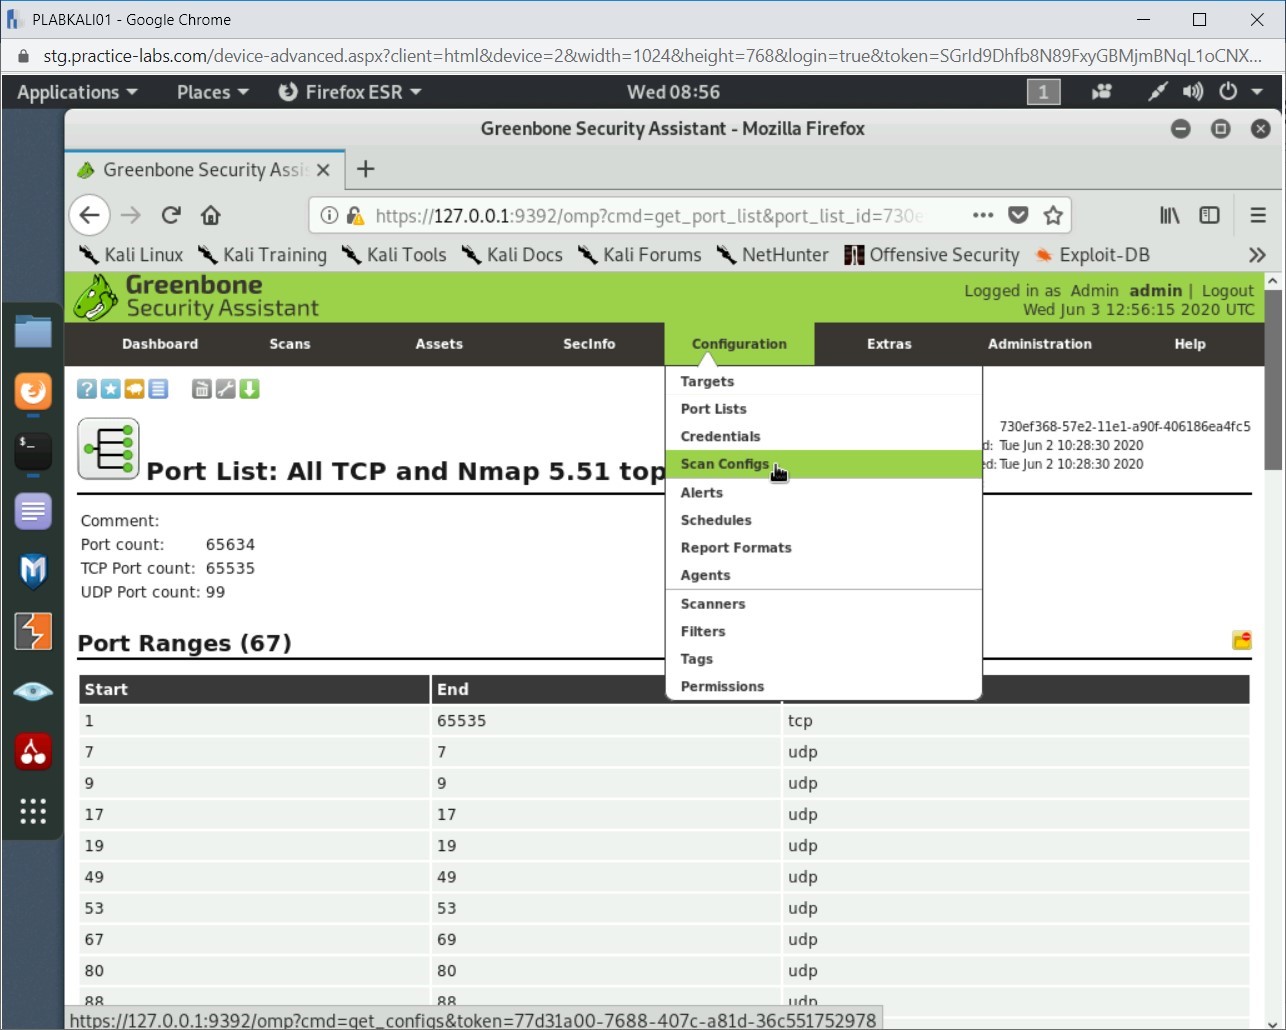 PLABKALI01 - Google Chrome
stg.practice-labs.com/device-advanced.aspx?client=html&device=2&width=1024&height=768&login=true&token=SGrId9Dhfb8N89FxyGBMjmBNqL1oCNX...
Applications Places Firefox ESR Wed 08:56 1
Greenbone Security Assistant - Mozilla Firefox
Greenbone Security Assis
https://127.0.0.1:9392/omp?cmd=get_port_list&port_list_id=730e
Kali Linux Kali Training Kali Tools Kali Docs Kali Forums NetHunter Offensive Security Exploit-DB
Greenbone
Security Assistant
Logged in as Admin admin | Logout
Wed Jun 3 12:56:15 2020 UTC
Dashboard Scans Assets SecInfo Configuration Extras Administration Help
Targets
Port Lists
Credentials
Scan Configs
Alerts
Schedules
Report Formats
Agents
Scanners
Filters
Tags
Permissions
730ef368-57e2-11e1-a90f-406186ea4fc5
d: Tue Jun 2 10:28:30 2020
ed: Tue Jun 2 10:28:30 2020
Port List: All TCP and Nmap 5.51 top
Comment:
Port count: 65634
TCP Port count: 65535
UDP Port count: 99
Port Ranges (67)
Start End
1 65535 tcp
7 7 udp
9 9 udp
17 17 udp
19 19 udp
49 49 udp
53 53 udp
67 69 udp
80 80 udp
88 88 udp
https://127.0.0.1:9392/omp?cmd=get_configs&token=77d31a00-7688-407c-a81d-36c551752978